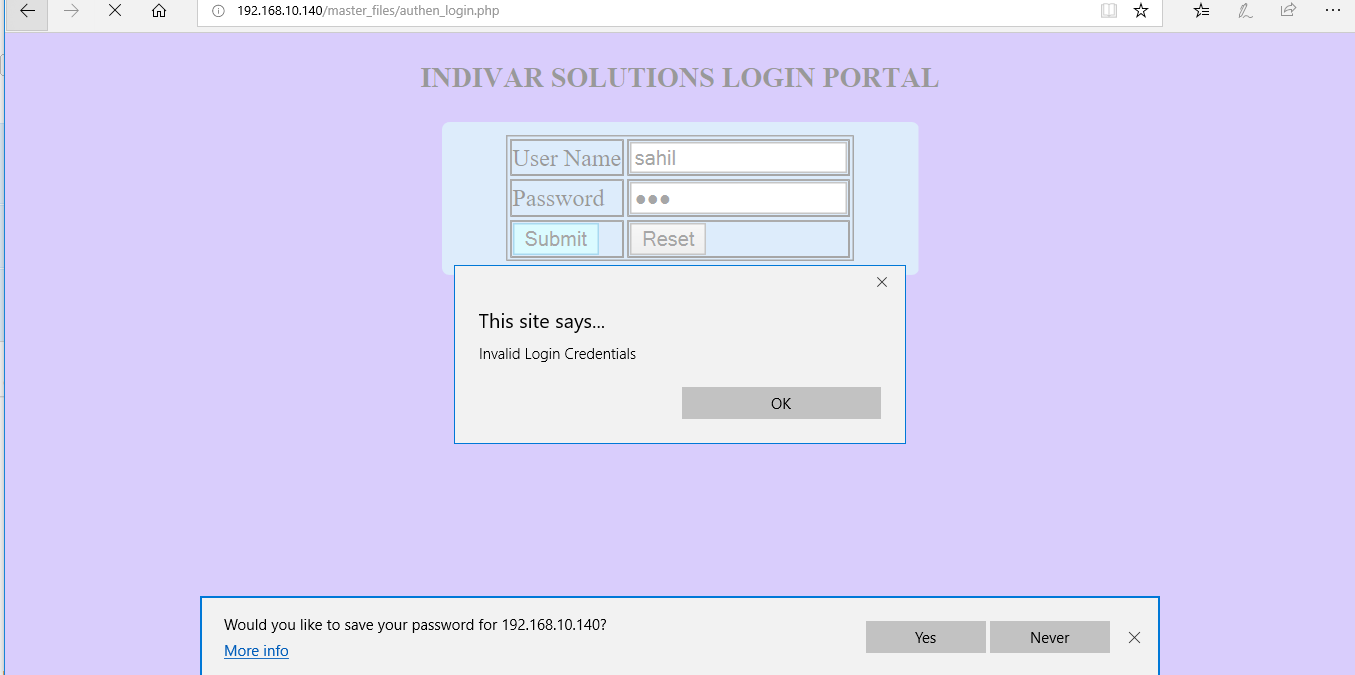 192.168.10.140/master_files/authen_login.php
INDIVAR SOLUTIONS LOGIN PORTAL
User Name sahil
Password ●●●
Submit Reset
This site says...
Invalid Login Credentials
OK
Would you like to save your password for 192.168.10.140?
More info
Yes Never